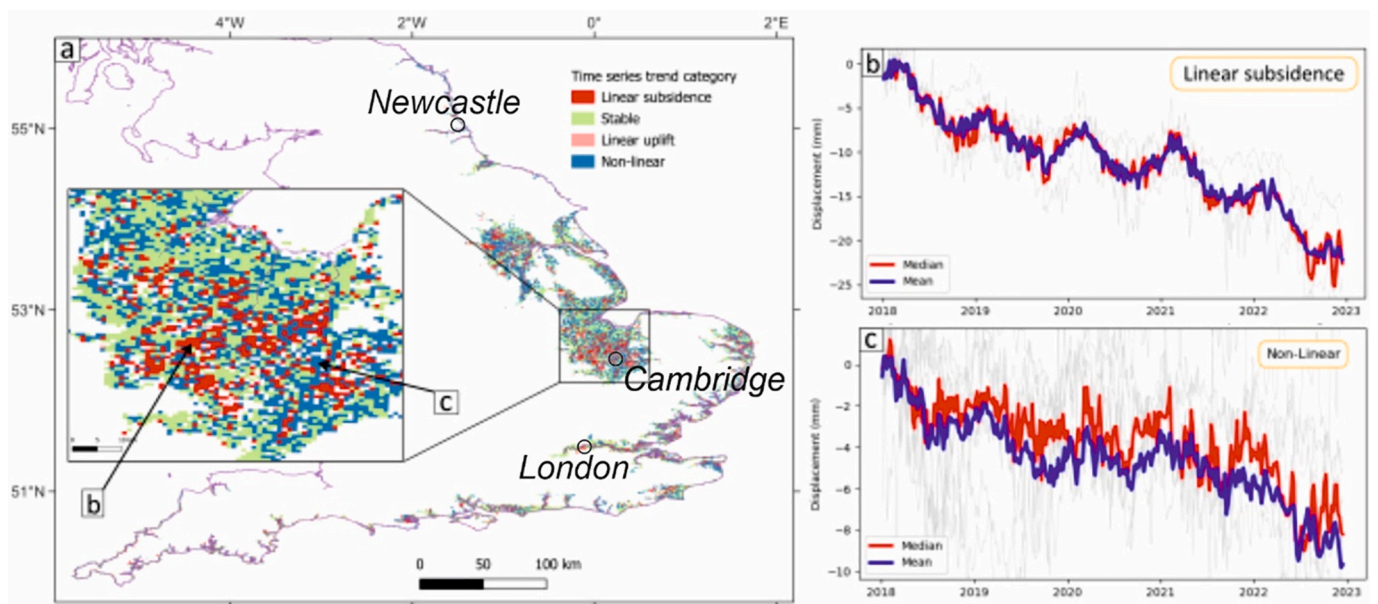 4°W 2°W 0° 2°E
a
Time series trend category
Linear subsidence
Stable
Linear uplift
Non-linear
Newcastle
55°N
53°N
Cambridge
c
London
51°N
b
0 50 100 km
b
Linear subsidence
Displacement (mm)
0
−5
−10
−15
−20
−25
Median
Mean
2018 2019 2020 2021 2022 2023
c
Non-Linear
Displacement (mm)
0
−2
−4
−6
−8
−10
Median
Mean
2018 2019 2020 2021 2022 2023